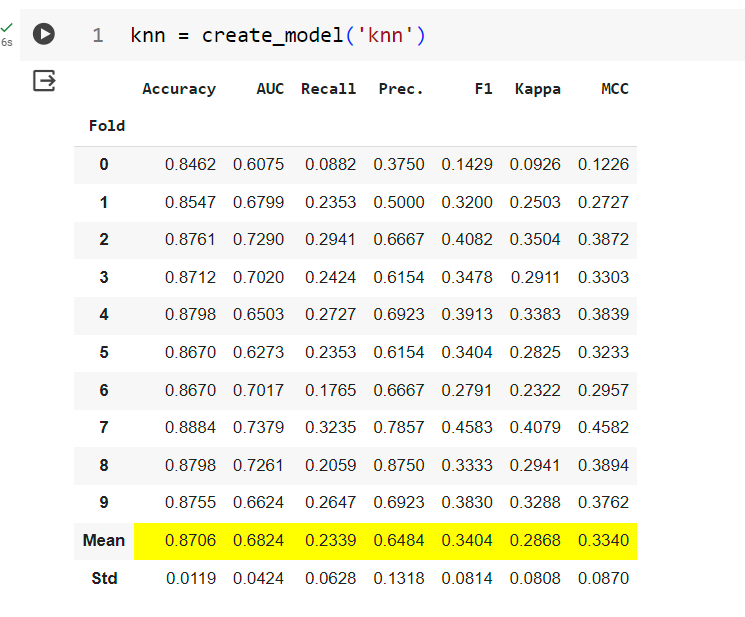 6s
1 knn = create_model('knn')
Accuracy AUC Recall Prec. F1 Kappa MCC
Fold
0 0.8462 0.6075 0.0882 0.3750 0.1429 0.0926 0.1226
1 0.8547 0.6799 0.2353 0.5000 0.3200 0.2503 0.2727
2 0.8761 0.7290 0.2941 0.6667 0.4082 0.3504 0.3872
3 0.8712 0.7020 0.2424 0.6154 0.3478 0.2911 0.3303
4 0.8798 0.6503 0.2727 0.6923 0.3913 0.3383 0.3839
5 0.8670 0.6273 0.2353 0.6154 0.3404 0.2825 0.3233
6 0.8670 0.7017 0.1765 0.6667 0.2791 0.2322 0.2957
7 0.8884 0.7379 0.3235 0.7857 0.4583 0.4079 0.4582
8 0.8798 0.7261 0.2059 0.8750 0.3333 0.2941 0.3894
9 0.8755 0.6624 0.2647 0.6923 0.3830 0.3288 0.3762
Mean 0.8706 0.6824 0.2339 0.6484 0.3404 0.2868 0.3340
Std 0.0119 0.0424 0.0628 0.1318 0.0814 0.0808 0.0870